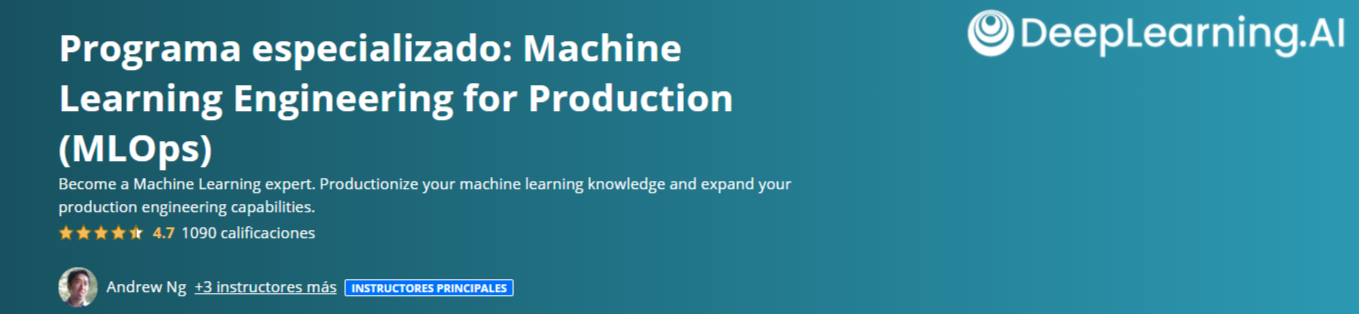 DeepLearning.AI
Programa especializado: Machine
Learning Engineering for Production
(MLOps)
Become a Machine Learning expert. Productionize your machine learning knowledge and expand your
production engineering capabilities.
4.7 1090 calificaciones
Andrew Ng +3 instructores más INSTRUCTORES PRINCIPALES